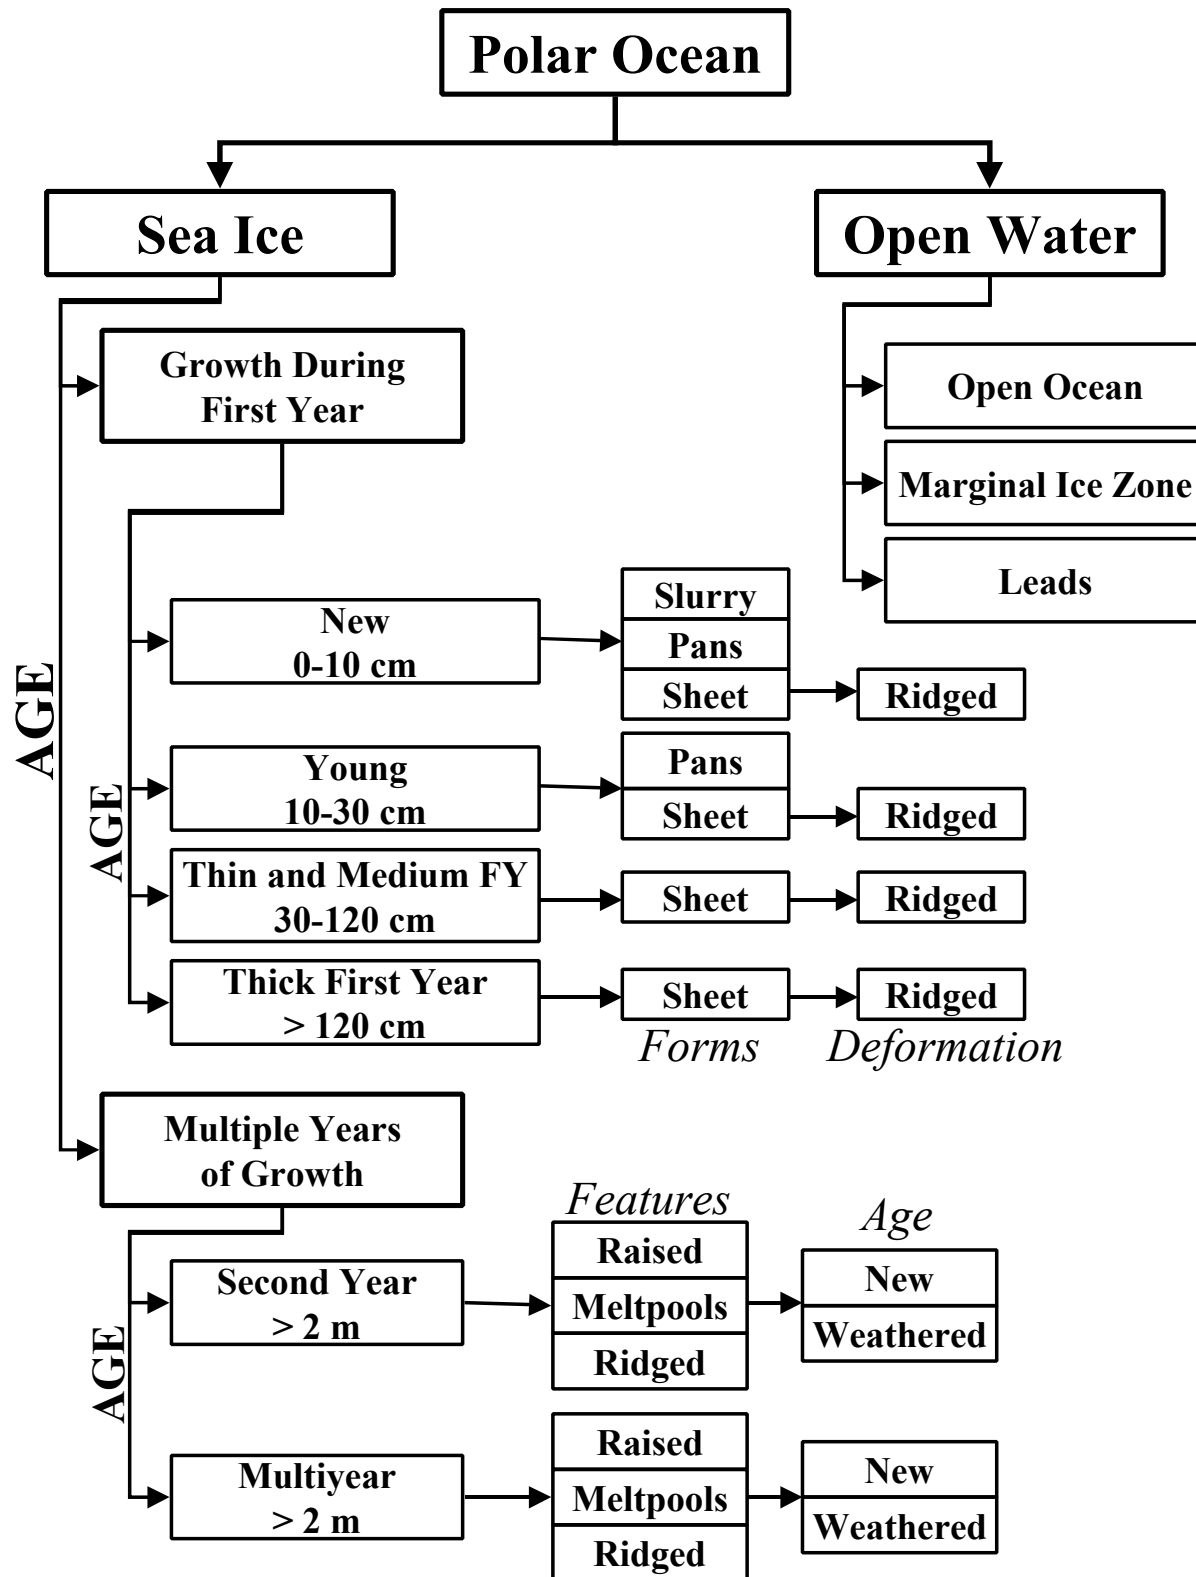 Polar Ocean
Sea Ice
Open Water
Growth During
First Year
Open Ocean
Marginal Ice Zone
Leads
AGE
AGE
New
0-10 cm
Slurry
Pans
Sheet
Ridged
Young
10-30 cm
Pans
Sheet
Ridged
Thin and Medium FY
30-120 cm
Sheet
Ridged
Thick First Year
> 120 cm
Sheet
Ridged
Forms
Deformation
Multiple Years
of Growth
AGE
Features
Age
Second Year
> 2 m
Raised
Meltpools
Ridged
New
Weathered
Multiyear
> 2 m
Raised
Meltpools
Ridged
New
Weathered